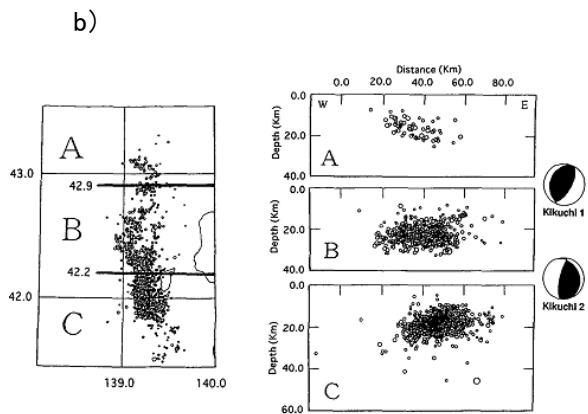 b)
A
43.0
42.9
B
42.2
42.0
C
139.0
140.0
Distance (Km)
0.0 20.0 40.0 60.0 80.0
0.0
W
E
Depth (Km)
20.0
A
40.0
0.0
Depth (Km)
20.0
B
40.0
Kikuchi 1
0.0
Depth (Km)
20.0
40.0
C
60.0
Kikuchi 2